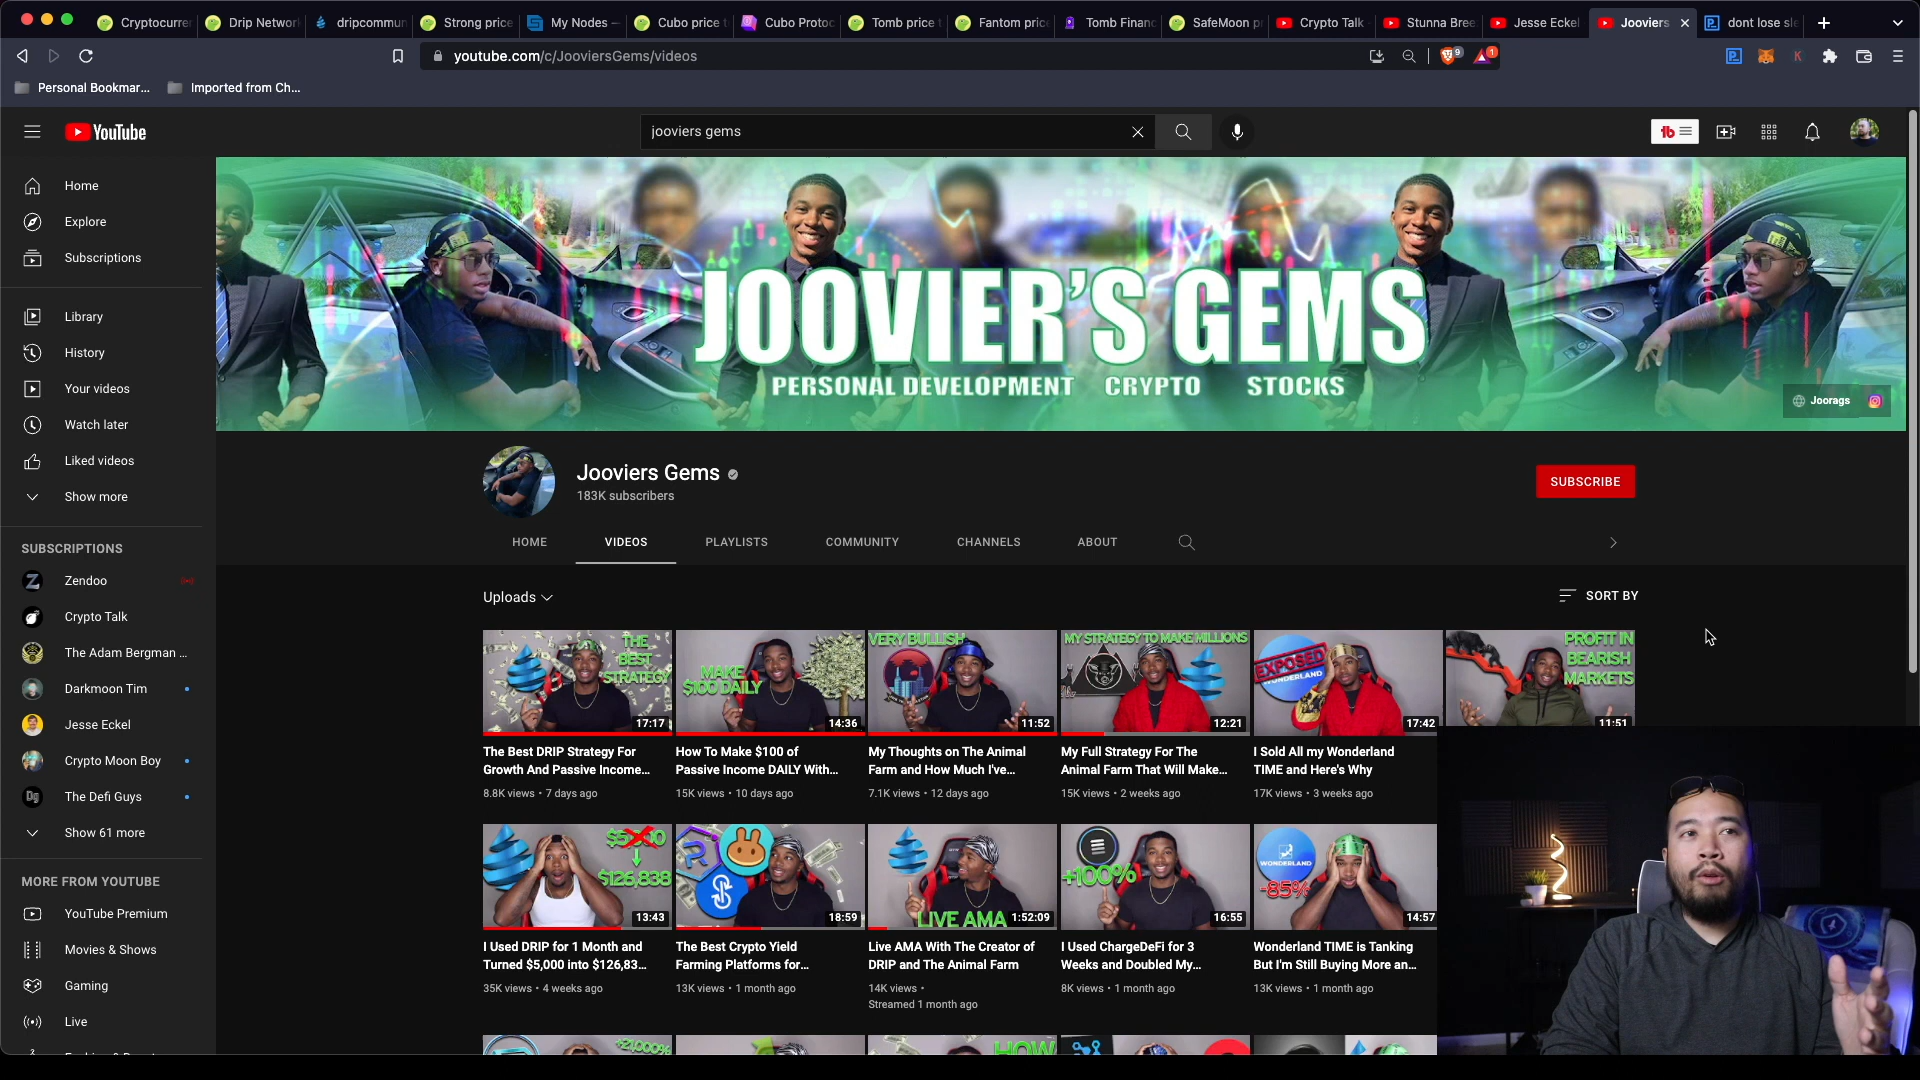 Cryptocurren
Drip Networ
dripcommun
Strong price
My Nodes —
Cubo price t
Cubo Protoc
Tomb price t
Fantom price
Tomb Financ
SafeMoon pr
Crypto Talk
Stunna Bree
Jesse Eckel
Jooviers
dont lose sle
youtube.com/c/JooviersGems/videos
9
1
Personal Bookmar...
Imported from Ch...
YouTube
jooviers gems
Home
Explore
Subscriptions
Library
History
Your videos
Watch later
Liked videos
Show more
SUBSCRIPTIONS
Zendoo
Crypto Talk
The Adam Bergman ...
Darkmoon Tim
Jesse Eckel
Crypto Moon Boy
The Defi Guys
Show 61 more
MORE FROM YOUTUBE
YouTube Premium
Movies & Shows
Gaming
Live
JOOVIER'S GEMS
PERSONAL DEVELOPMENT CRYPTO STOCKS
Joorags
Jooviers Gems
183K subscribers
SUBSCRIBE
HOME
VIDEOS
PLAYLISTS
COMMUNITY
CHANNELS
ABOUT
Uploads
SORT BY
THE BEST STRATEGY
17:17
The Best DRIP Strategy For
Growth And Passive Income...
8.8K views • 7 days ago
MAKE
$100 DAILY
14:36
How To Make $100 of
Passive Income DAILY With...
15K views • 10 days ago
VERY BULLISH
11:52
My Thoughts on The Animal
Farm and How Much I've...
7.1K views • 12 days ago
MY STRATEGY TO MAKE MILLIONS
12:21
My Full Strategy For The
Animal Farm That Will Make...
15K views • 2 weeks ago
EXPOSED
WONDERLAND
17:42
I Sold All my Wonderland
TIME and Here's Why
17K views • 3 weeks ago
PROFIT IN
BEARISH
MARKETS
11:51
$5,000
$126,838
13:43
I Used DRIP for 1 Month and
Turned $5,000 into $126,83...
35K views • 4 weeks ago
18:59
The Best Crypto Yield
Farming Platforms for...
13K views • 1 month ago
LIVE AMA
1:52:09
Live AMA With The Creator of
DRIP and The Animal Farm
14K views •
Streamed 1 month ago
+100%
16:55
I Used ChargeDeFi for 3
Weeks and Doubled My...
8K views • 1 month ago
WONDERLAND
-85%
14:57
Wonderland TIME is Tanking
But I'm Still Buying More an...
13K views • 1 month ago
+21,000%
HOW